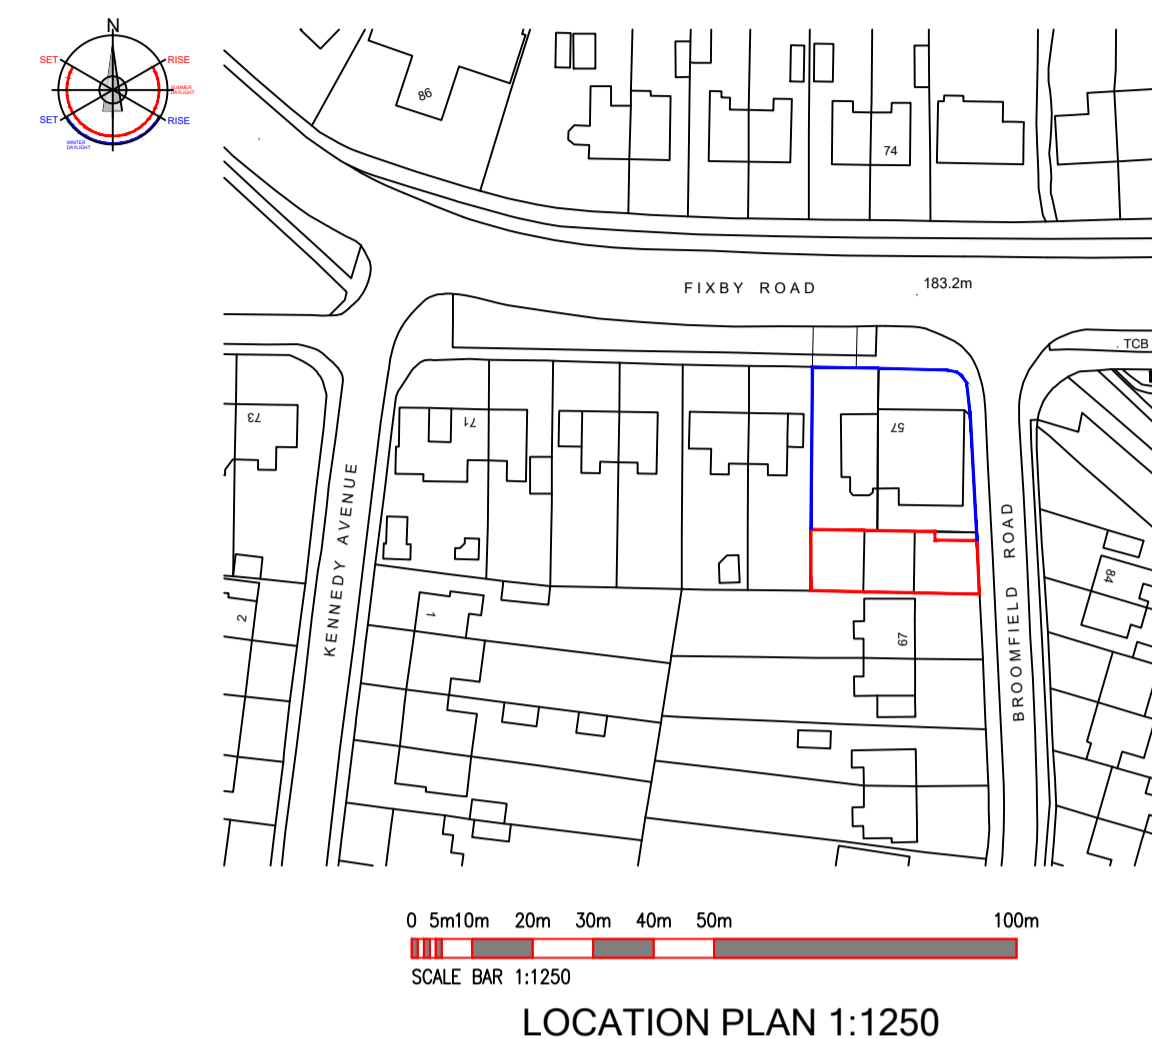 N
SET
RISE
SUMMER
DAYLIGHT
SET
RISE
WINTER
DAYLIGHT
86
74
FIXBY ROAD
183.2m
TCB
73
71
57
KENNEDY AVENUE
BROOMFIELD ROAD
84
2
1
67
0 5m 10m 20m 30m 40m 50m 100m
SCALE BAR 1:1250
LOCATION PLAN 1:1250